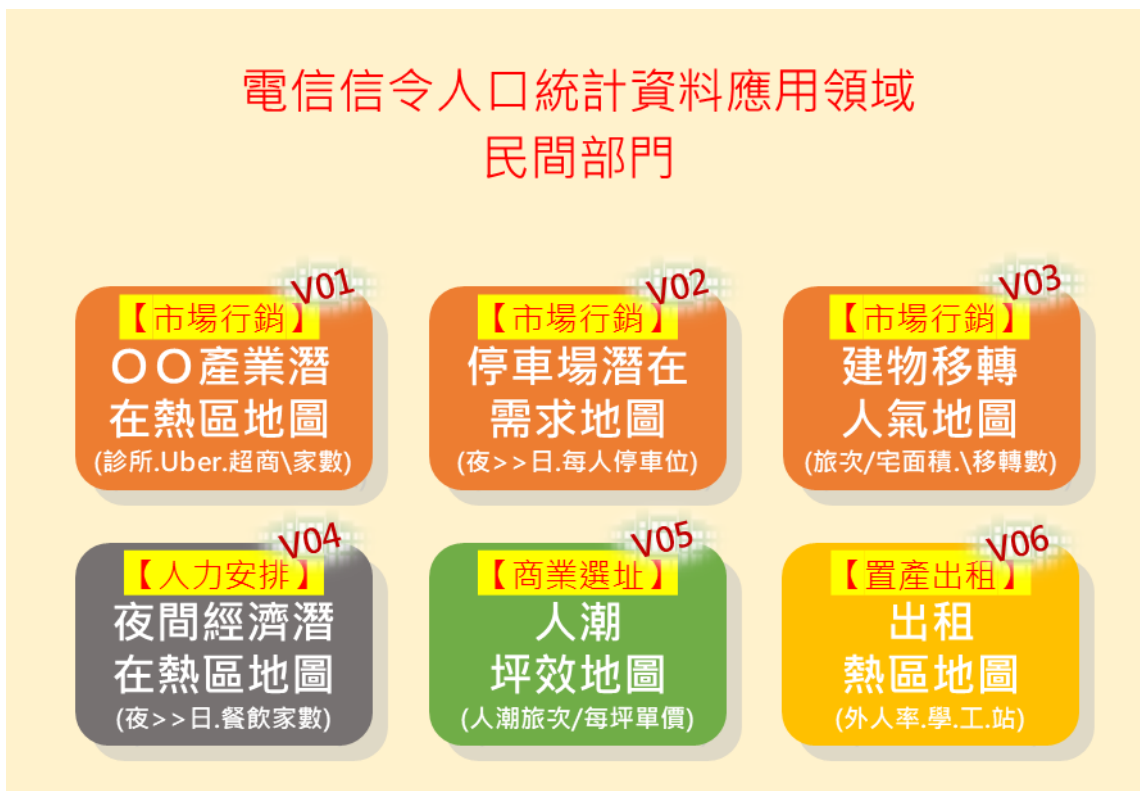 電信信令人口統計資料應用領域
民間部門
V01
【市場行銷】
〇〇產業潛
在熱區地圖
(診所.Uber.超商\家數)
V02
【市場行銷】
停車場潛在
需求地圖
(夜>>日.每人停車位)
V03
【市場行銷】
建物移轉
人氣地圖
(旅次/宅面積.\移轉數)
V04
【人力安排】
夜間經濟潛
在熱區地圖
(夜>>日.餐飲家數)
V05
【商業選址】
人潮
坪效地圖
(人潮旅次/每坪單價)
V06
【置產出租】
出租
熱區地圖
(外人率.學.工.站)